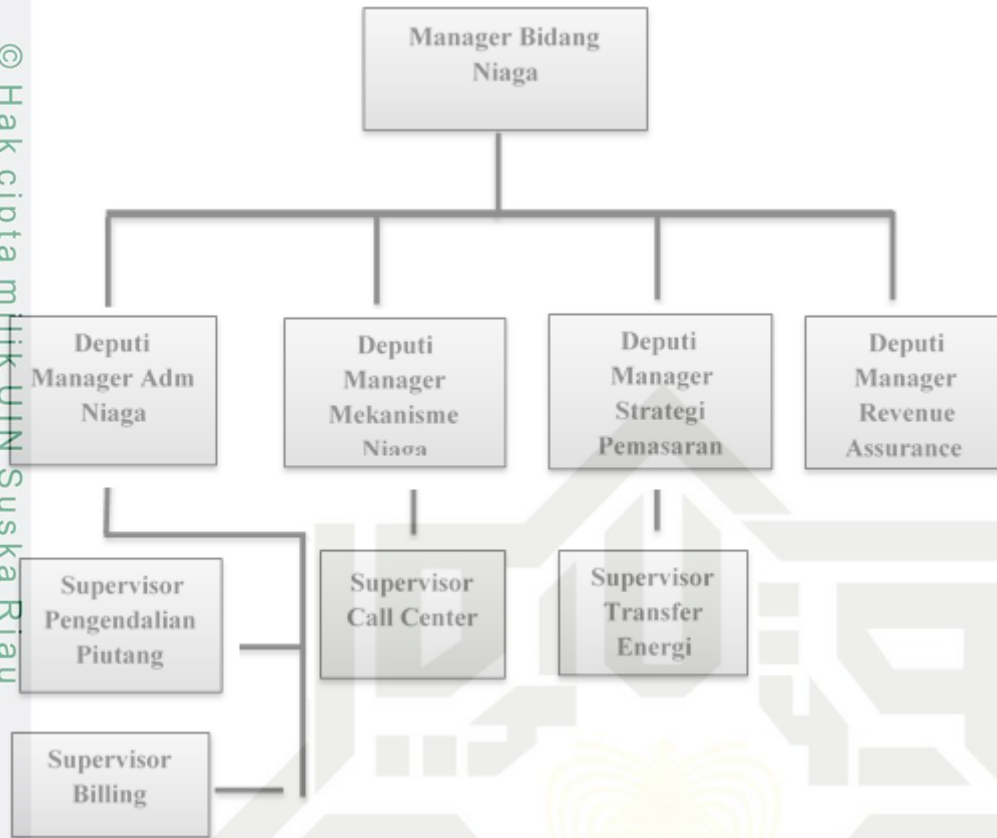 © Hak cipta milik UIN Suska Riau
Manager Bidang
Niaga
Deputi
Manager Adm
Niaga
Deputi
Manager
Mekanisme
Niaga
Deputi
Manager
Strategi
Pemasaran
Deputi
Manager
Revenue
Assurance
Supervisor
Pengendalian
Piutang
Supervisor
Call Center
Supervisor
Transfer
Energi
Supervisor
Billing